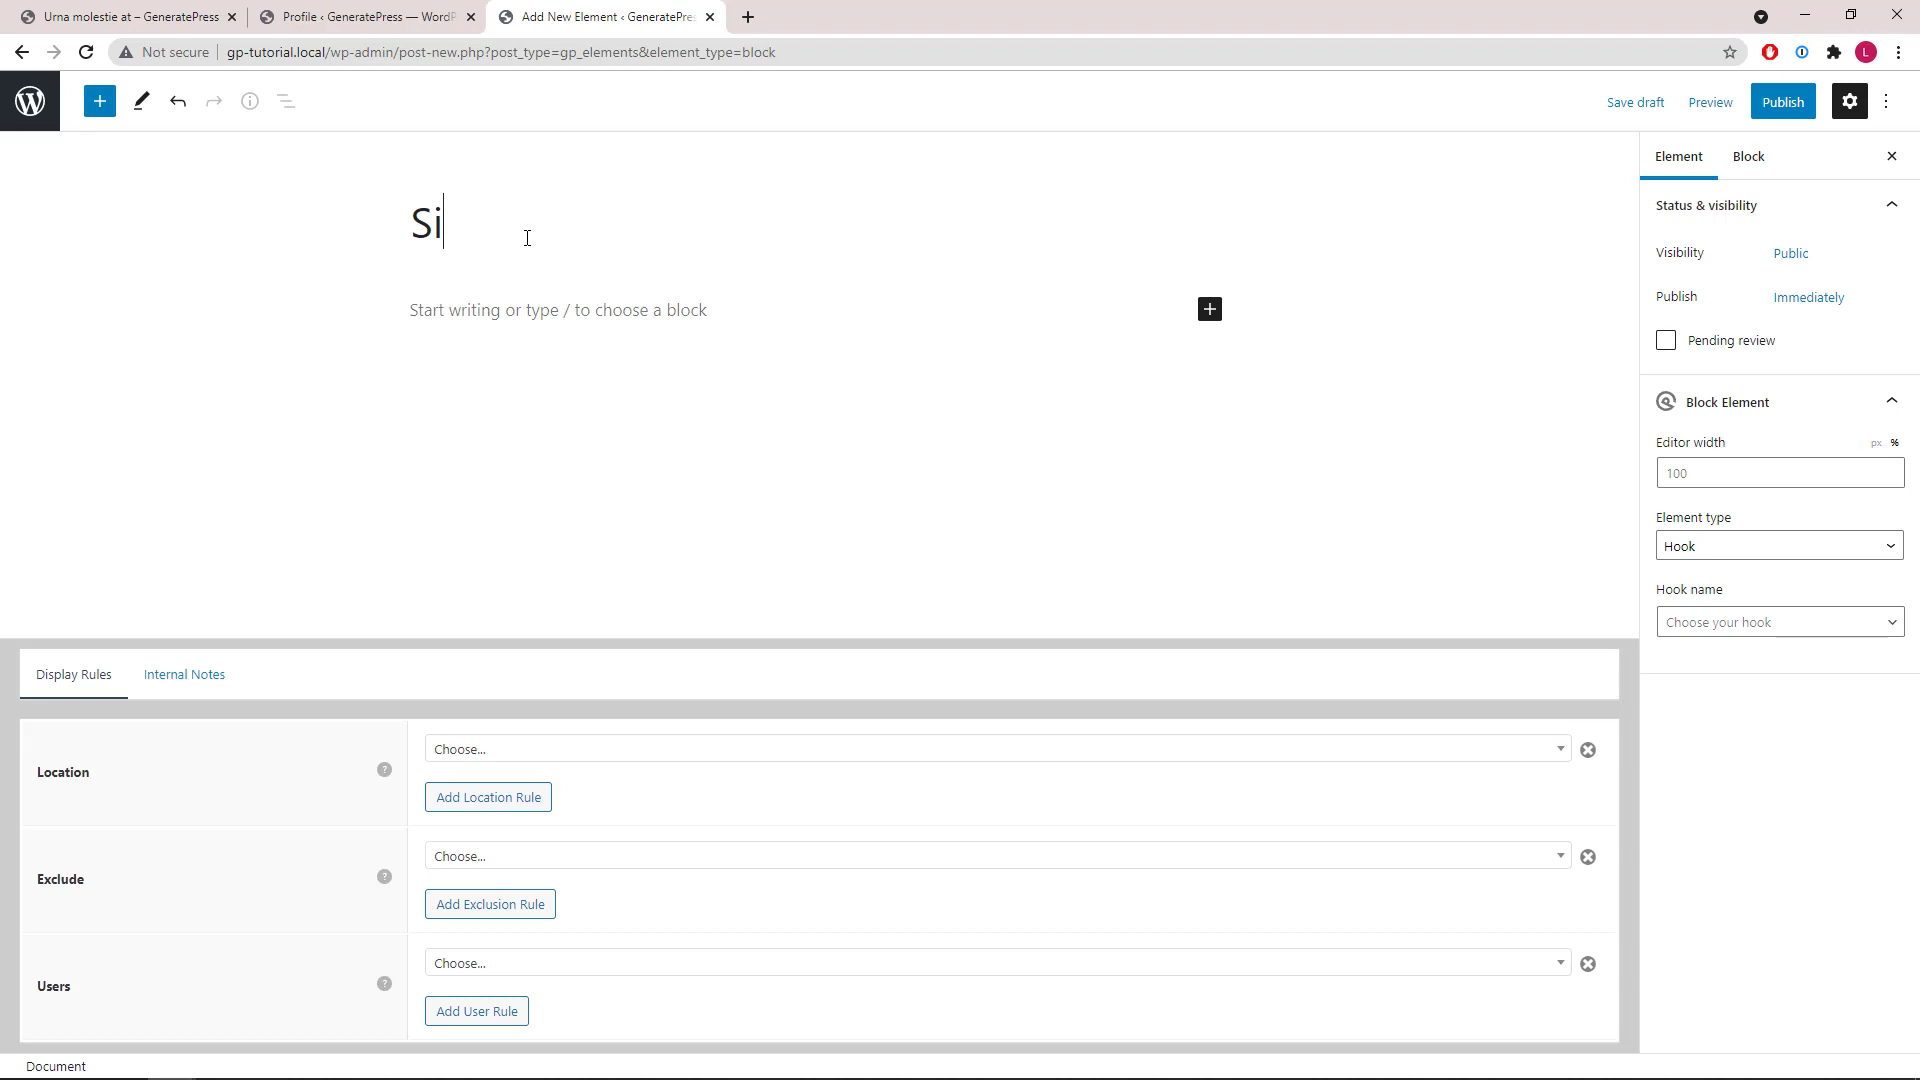 Urna molestie at – GeneratePress
Profile ‹ GeneratePress — WordP
Add New Element ‹ GeneratePre
Not secure
gp-tutorial.local/wp-admin/post-new.php?post_type=gp_elements&element_type=block
L
Save draft
Preview
Publish
Element
Block
Si
Status & visibility
Visibility
Public
Start writing or type / to choose a block
Publish
Immediately
Pending review
Block Element
Editor width
px
%
100
Element type
Hook
Hook name
Choose your hook
Display Rules
Internal Notes
Location
?
Choose...
Add Location Rule
Exclude
?
Choose...
Add Exclusion Rule
Users
?
Choose...
Add User Rule
Document